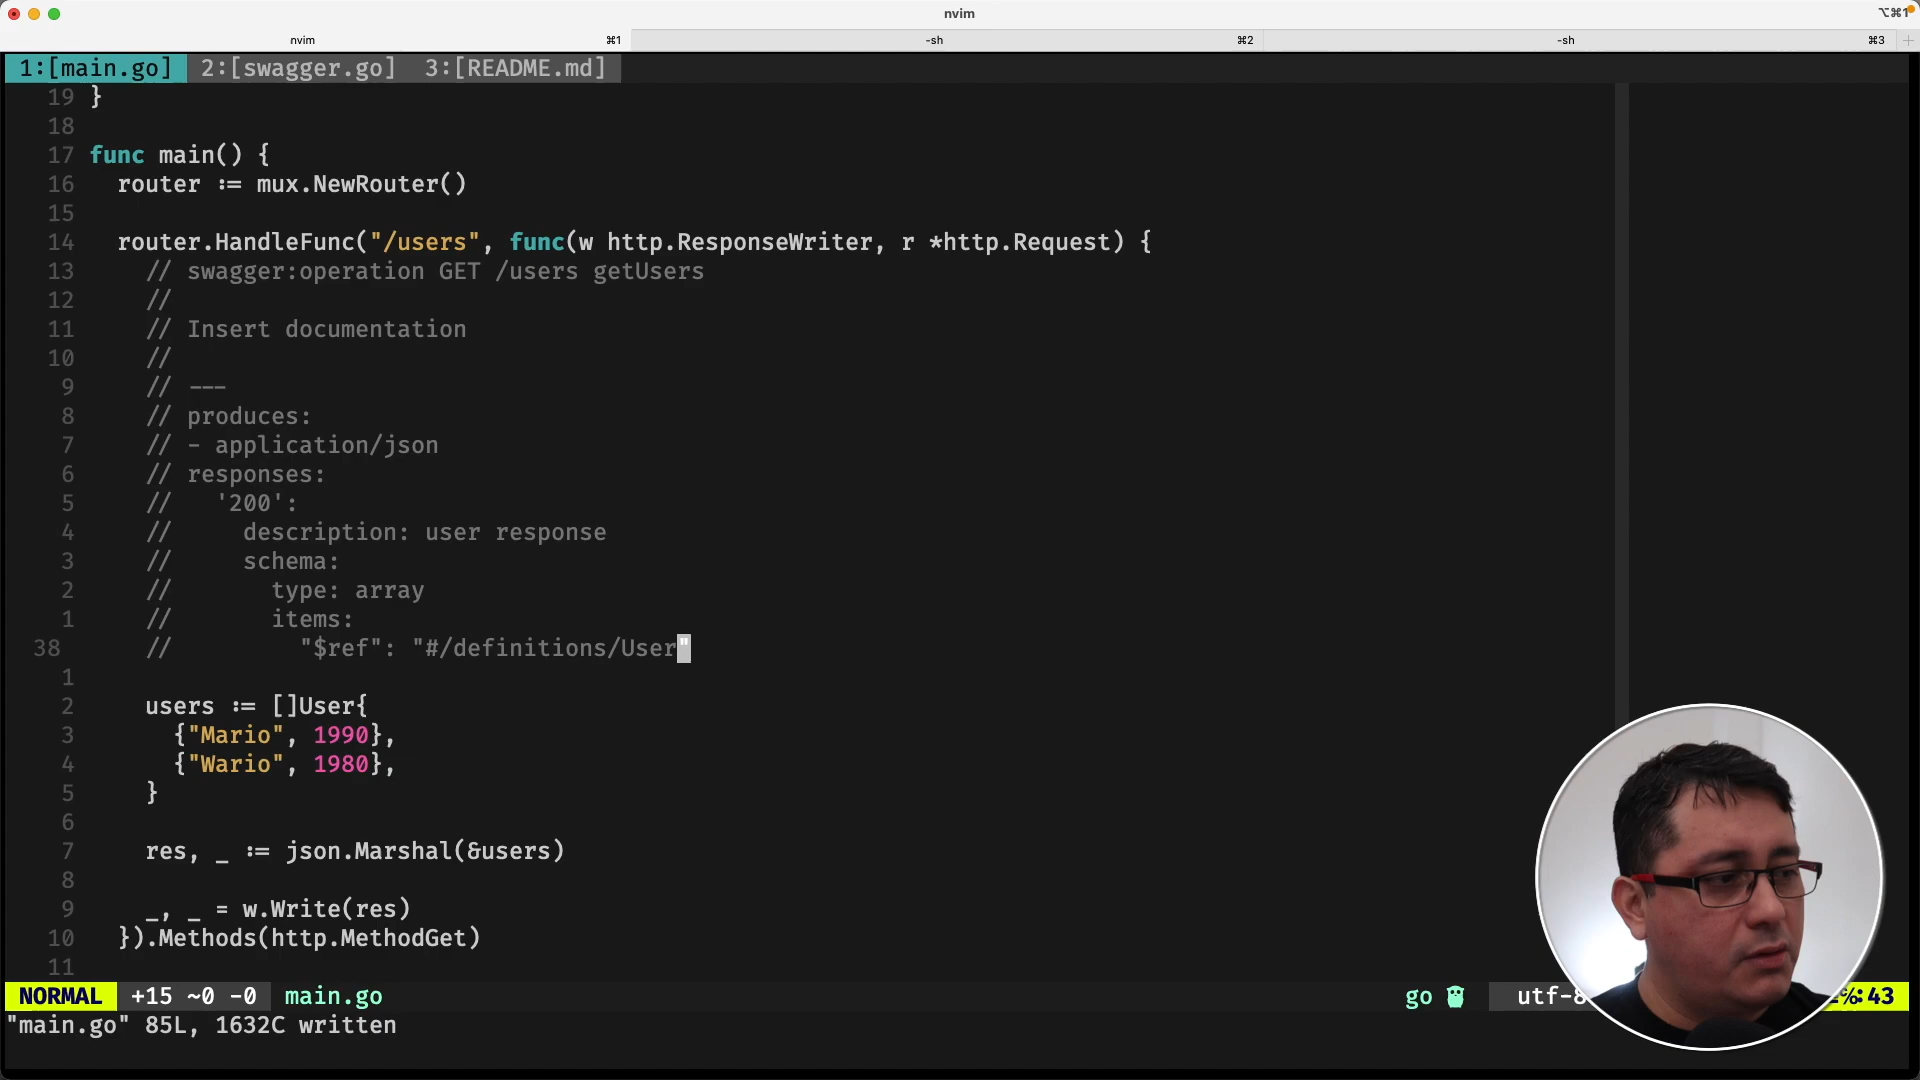 nvim
⌥⌘1
nvim ⌘1 -sh ⌘2 -sh ⌘3
1:[main.go] 2:[swagger.go] 3:[README.md]
19 }
18
17 func main() {
16 router := mux.NewRouter()
15
14 router.HandleFunc("/users", func(w http.ResponseWriter, r *http.Request) {
13 // swagger:operation GET /users getUsers
12 //
11 // Insert documentation
10 //
9 // ---
8 // produces:
7 // - application/json
6 // responses:
5 // '200':
4 // description: user response
3 // schema:
2 // type: array
1 // items:
38 // "$ref": "#/definitions/User"
1
2 users := []User{
3 {"Mario", 1990},
4 {"Wario", 1980},
5 }
6
7 res, _ := json.Marshal(&users)
8
9 _, _ = w.Write(res)
10 }).Methods(http.MethodGet)
11
NORMAL +15 ~0 -0 main.go go utf-8 %:43
"main.go" 85L, 1632C written